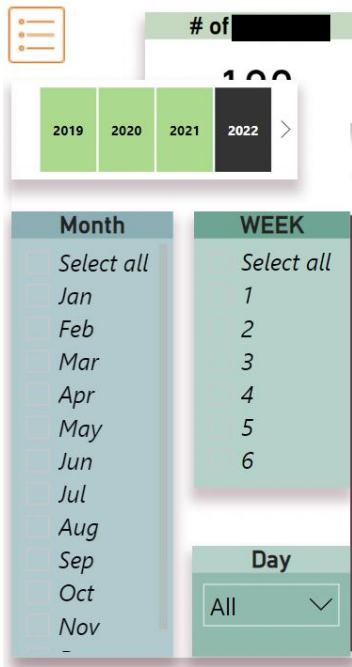 # of
2019 2020 2021 2022
Month
Select all
Jan
Feb
Mar
Apr
May
Jun
Jul
Aug
Sep
Oct
Nov
WEEK
Select all
1
2
3
4
5
6
Day
All